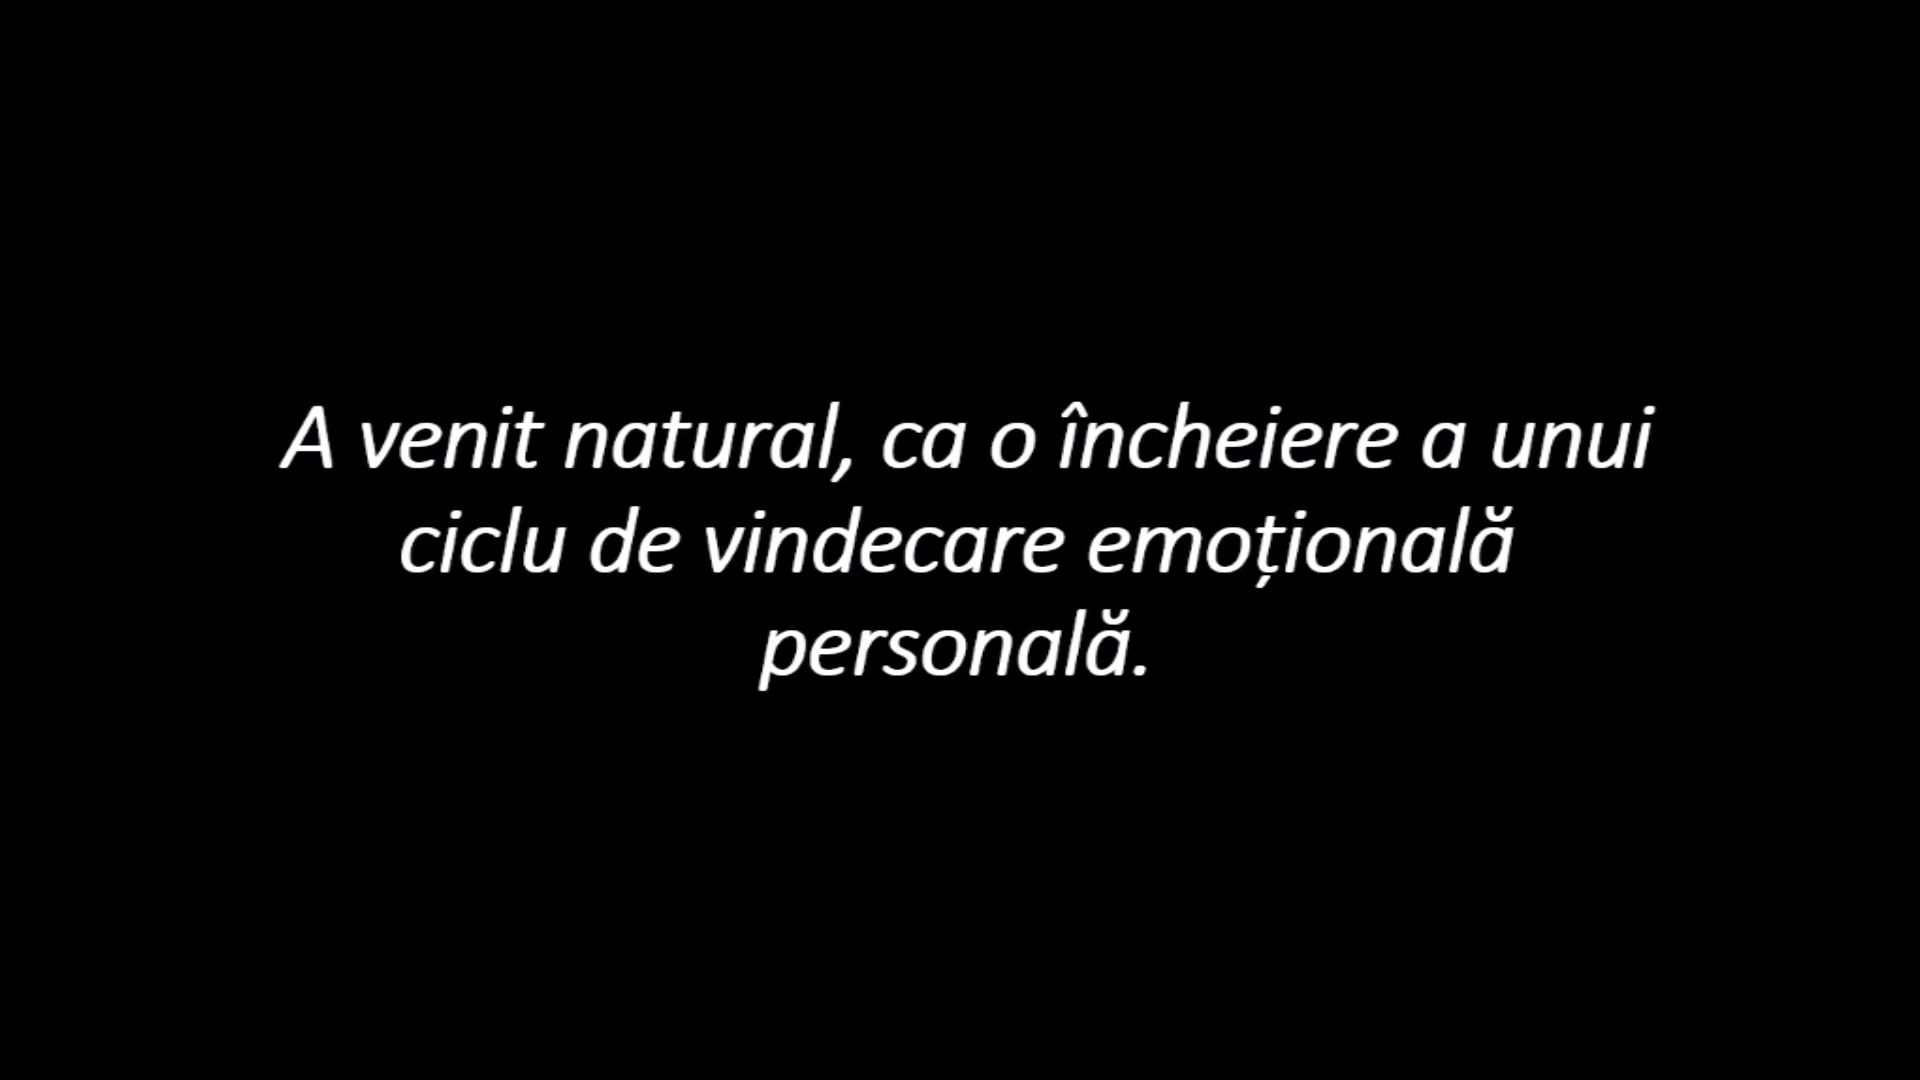 A venit natural, ca o încheiere a unui
ciclu de vindecare emoțională
personală.